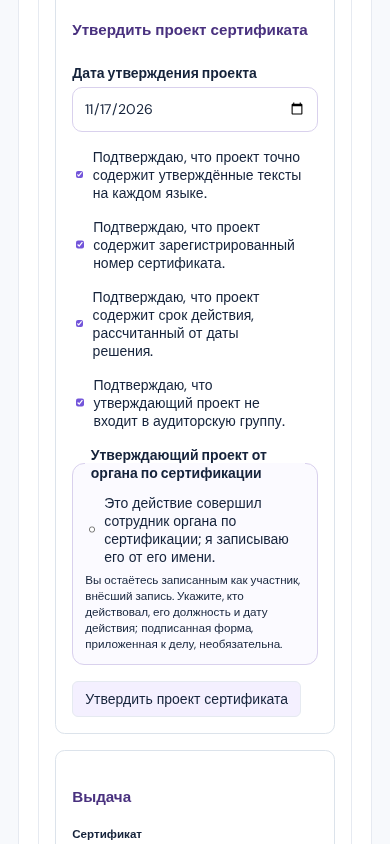 Утвердить проект сертификата
Дата утверждения проекта
11/17/2026
Подтверждаю, что проект точно
содержит утверждённые тексты
на каждом языке.
Подтверждаю, что проект
содержит зарегистрированный
номер сертификата.
Подтверждаю, что проект
содержит срок действия,
рассчитанный от даты
решения.
Подтверждаю, что
утверждающий проект не
входит в аудиторскую группу.
Утверждающий проект от
органа по сертификации
Это действие совершил
сотрудник органа по
сертификации; я записываю
его от его имени.
Вы остаётесь записанным как участник,
внёсший запись. Укажите, кто
действовал, его должность и дату
действия; подписанная форма,
приложенная к делу, необязательна.
Утвердить проект сертификата
Выдача
Сертификат